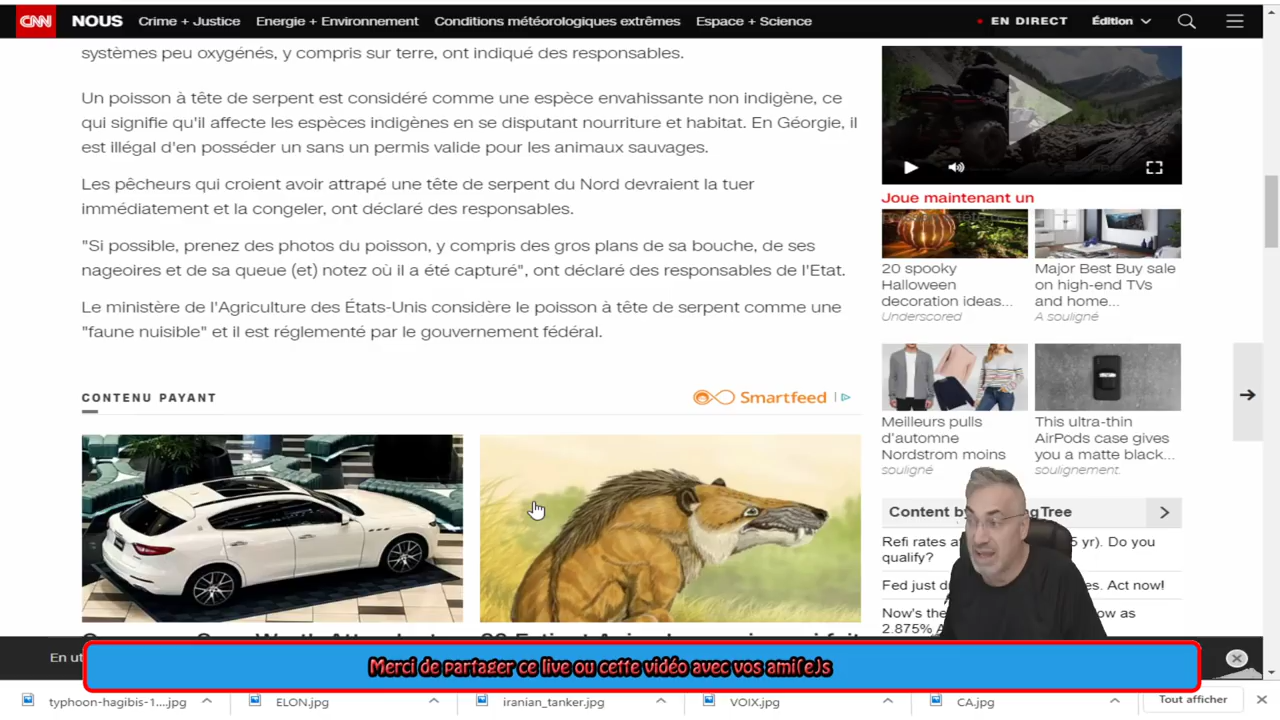 CNN NOUS Crime + Justice Energie + Environnement Conditions météorologiques extrêmes Espace + Science EN DIRECT Édition
systèmes peu oxygénés, y compris sur terre, ont indiqué des responsables.
Un poisson à tête de serpent est considéré comme une espèce envahissante non indigène, ce
qui signifie qu'il affecte les espèces indigènes en se disputant nourriture et habitat. En Géorgie, il
est illégal d'en posséder un sans un permis valide pour les animaux sauvages.
Les pêcheurs qui croient avoir attrapé une tête de serpent du Nord devraient la tuer
immédiatement et la congeler, ont déclaré des responsables.
"Si possible, prenez des photos du poisson, y compris des gros plans de sa bouche, de ses
nageoires et de sa queue (et) notez où il a été capturé", ont déclaré des responsables de l'Etat.
Le ministère de l'Agriculture des États-Unis considère le poisson à tête de serpent comme une
"faune nuisible" et il est réglementé par le gouvernement fédéral.
CONTENU PAYANT
Smartfeed
Joue maintenant un
20 spooky
Halloween
decoration ideas...
Underscored
Major Best Buy sale
on high-end TVs
and home...
A souligné
Meilleurs pulls
d'automne
Nordstrom moins
souligné
This ultra-thin
AirPods case gives
you a matte black...
soulignement.
Content by ngTree
Refi rates a 5 yr). Do you
qualify?
Fed just d es. Act now!
Now's the ow as
2.875% A
En ut
Merci de partager ce live ou cette vidéo avec vos ami(e)s
typhoon-hagibis-1....jpg
ELON.jpg
iranian_tanker.jpg
VOIX.jpg
CA.jpg
Tout afficher